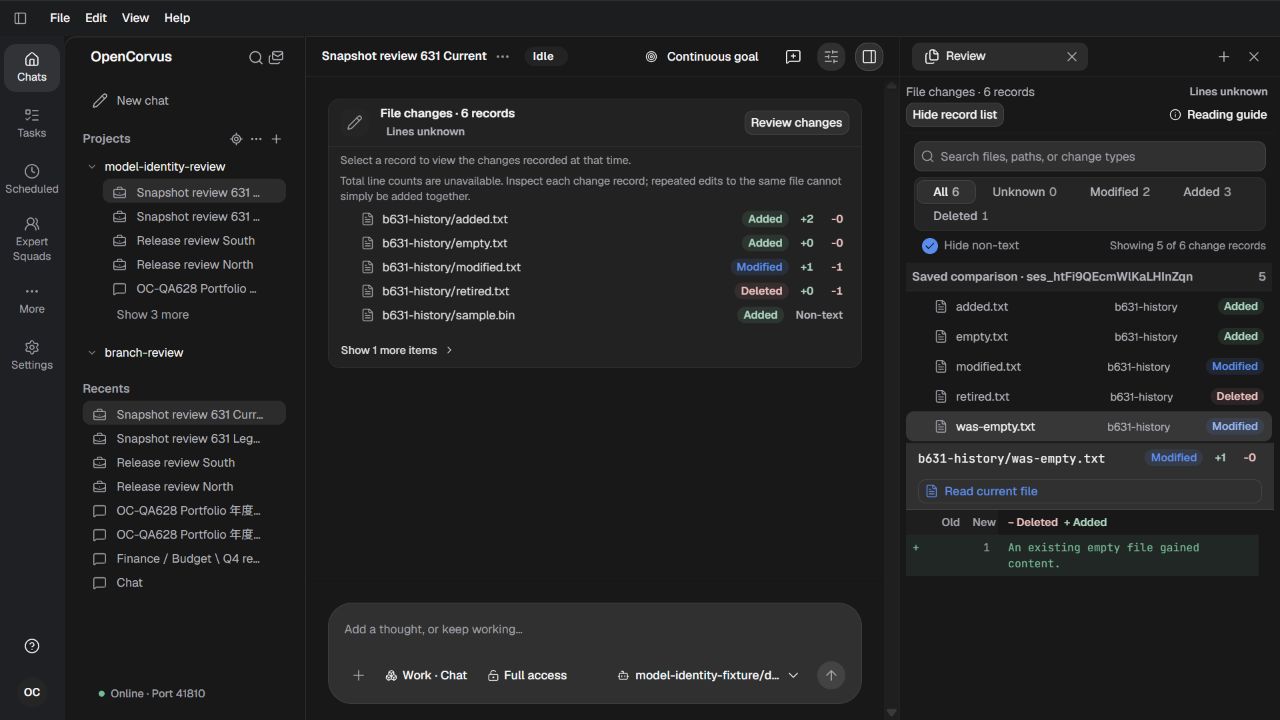 File Edit View Help
Chats
Tasks
Scheduled
Expert
Squads
More
Settings
OC
OpenCorvus
New chat
Projects
model-identity-review
Snapshot review 631 ...
Snapshot review 631 ...
Release review South
Release review North
OC-QA628 Portfolio ...
Show 3 more
branch-review
Recents
Snapshot review 631 Curr...
Snapshot review 631 Leg...
Release review South
Release review North
OC-QA628 Portfolio 年度...
OC-QA628 Portfolio 年度...
Finance / Budget \ Q4 re...
Chat
Online · Port 41810
Snapshot review 631 Current ... Idle Continuous goal
File changes · 6 records
Lines unknown
Review changes
Select a record to view the changes recorded at that time.
Total line counts are unavailable. Inspect each change record; repeated edits to the same file cannot
simply be added together.
b631-history/added.txt Added +2 -0
b631-history/empty.txt Added +0 -0
b631-history/modified.txt Modified +1 -1
b631-history/retired.txt Deleted +0 -1
b631-history/sample.bin Added Non-text
Show 1 more items
Add a thought, or keep working...
Work · Chat Full access model-identity-fixture/d...
Review
File changes · 6 records Lines unknown
Hide record list Reading guide
Search files, paths, or change types
All 6 Unknown 0 Modified 2 Added 3
Deleted 1
Hide non-text Showing 5 of 6 change records
Saved comparison · ses_htFi9QEcmWlKaLHInZqn 5
added.txt b631-history Added
empty.txt b631-history Added
modified.txt b631-history Modified
retired.txt b631-history Deleted
was-empty.txt b631-history Modified
b631-history/was-empty.txt Modified +1 -0
Read current file
Old New − Deleted + Added
+ 1 An existing empty file gained
content.